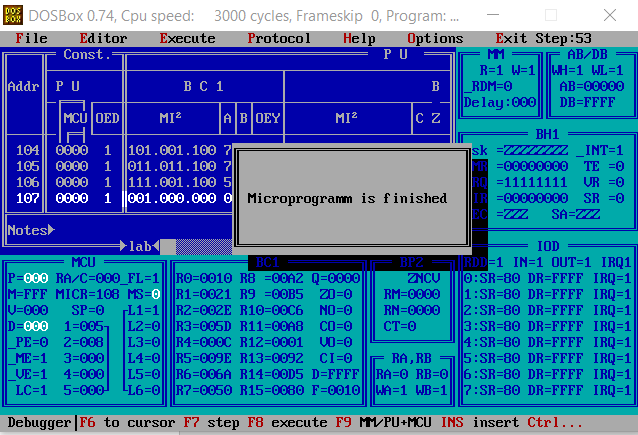 DOSBox 0.74, Cpu speed: 3000 cycles, Frameskip 0, Program: ...
File Editor Execute Protocol Help Options Exit Step:53
Const. P U
Addr P U B C 1 B
MCU OED MI² A B OEY MI² C Z
104 0000 1 101.001.100 7
105 0000 1 011.011.100 7
106 0000 1 111.001.100 5
107 0000 1 001.000.000 0
Notes
lab
Microprogramm is finished
MM
R=1 W=1
_RDM=0
Delay:000
AB/DB
WH=1 WL=1
AB=00000
DB=FFFF
BH1
sk =ZZZZZZZZ _INT=1
=00000000 TE =0
=11111111 VR =0
=00000000 SR =0
=ZZZ SA=ZZZ
MCU
P=000 RA/C=000_FL=1
M=FFF MICR=108 MS=0
V=000 SP=0 L1=1
D=000 1=005 L2=0
_PE=0 2=008 L3=0
_ME=1 3=000 L4=0
_VE=1 4=000 L5=0
LC=1 5=000 L6=0
BC1
R0=0010 R8 =00A2 Q=0000
R1=0021 R9 =00B5 ZO=0
R2=002E R10=00C6 NO=0
R3=005D R11=00A8 CO=0
R4=000C R12=0001 VO=0
R5=009E R13=0092 CI=0
R6=006A R14=00D5 D=FFFF
R7=0050 R15=0080 F=0010
ZNCV
RM=0000
RN=0000
CT=0
RA,RB
RA=0 RB=0
WA=1 WB=1
IOD
RDD=1 IN=1 OUT=1 IRQ1
0:SR=80 DR=FFFF IRQ=1
1:SR=80 DR=FFFF IRQ=1
2:SR=80 DR=FFFF IRQ=1
3:SR=80 DR=FFFF IRQ=1
4:SR=80 DR=FFFF IRQ=1
5:SR=80 DR=FFFF IRQ=1
6:SR=80 DR=FFFF IRQ=1
7:SR=80 DR=FFFF IRQ=1
Debugger F6 to cursor F7 step F8 execute F9 MM/PU+MCU INS insert Ctrl...